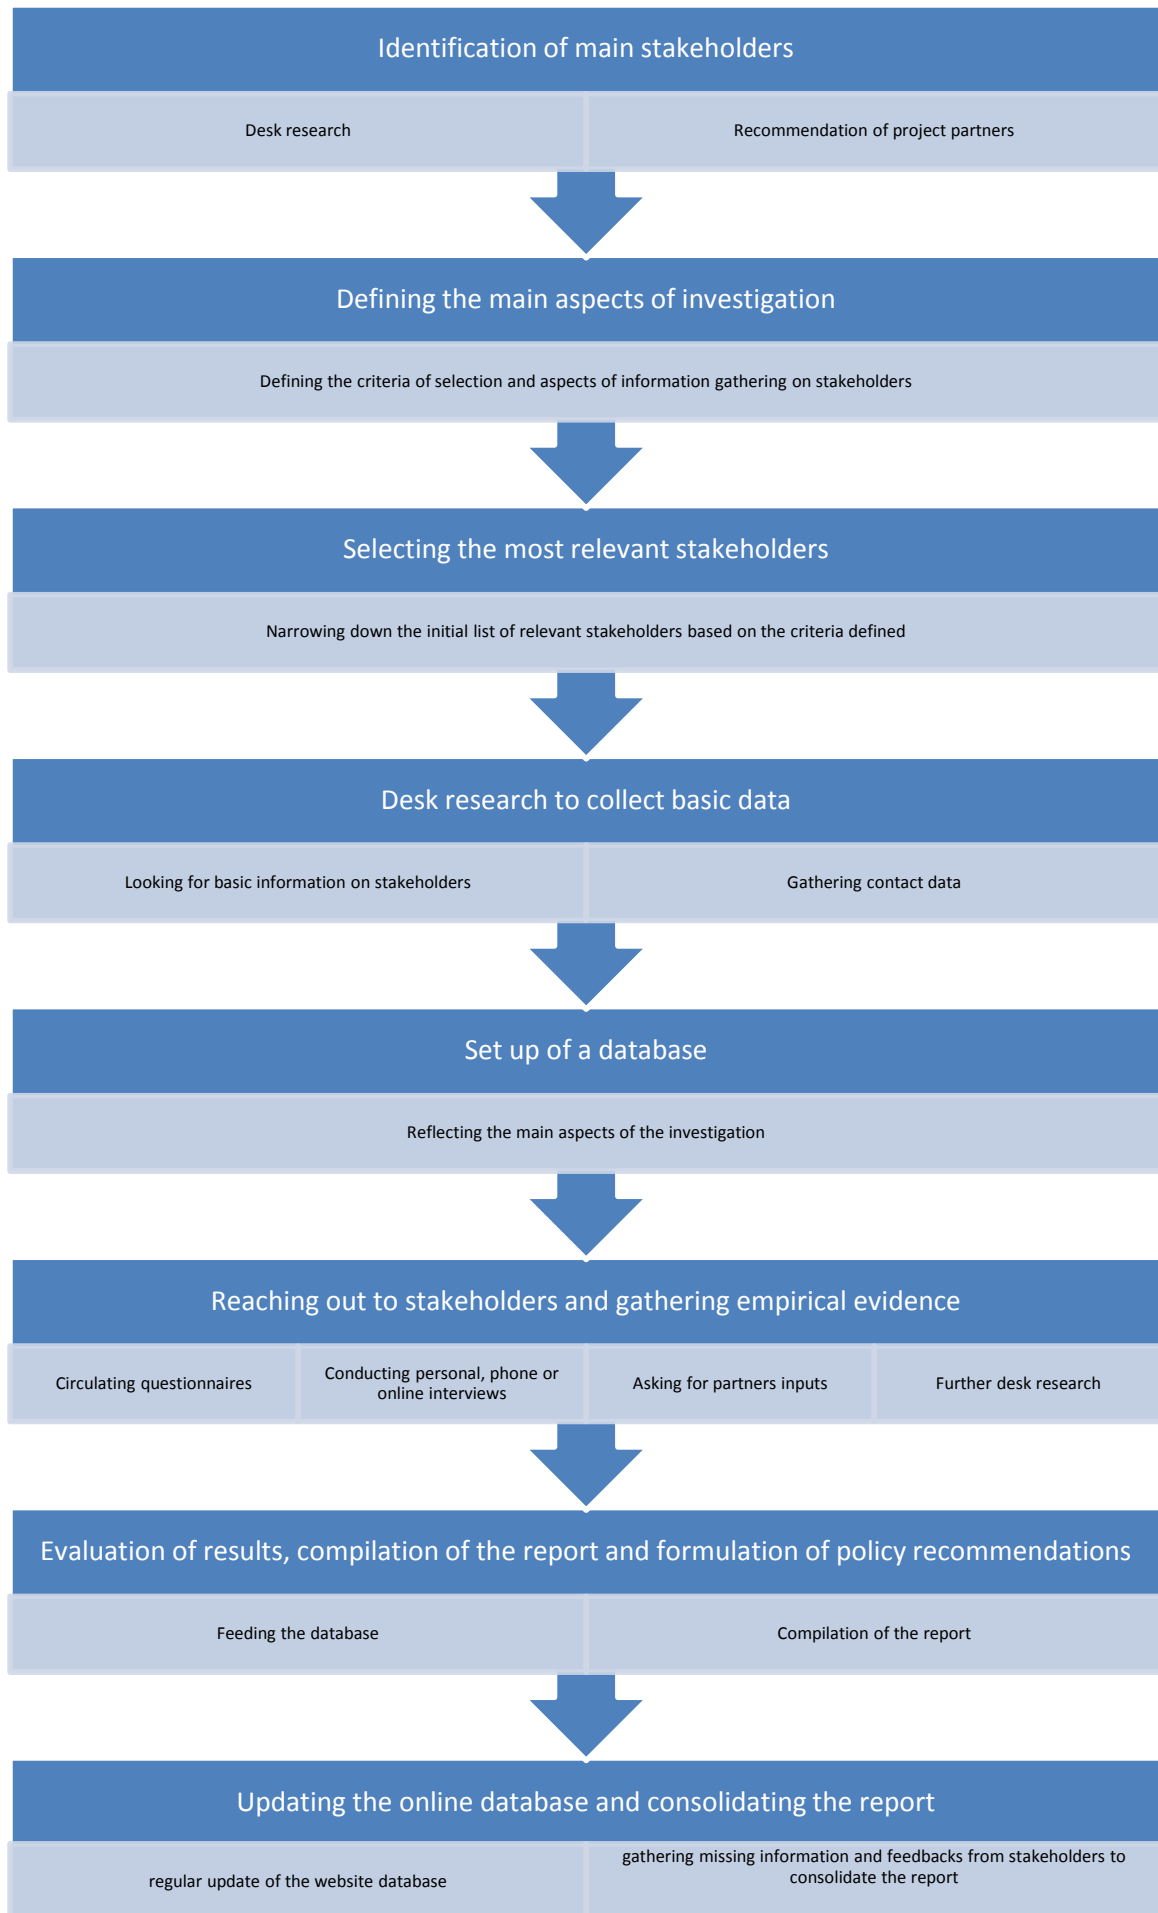 Identification of main stakeholders
Desk research
Recommendation of project partners
Defining the main aspects of investigation
Defining the criteria of selection and aspects of information gathering on stakeholders
Selecting the most relevant stakeholders
Narrowing down the initial list of relevant stakeholders based on the criteria defined
Desk research to collect basic data
Looking for basic information on stakeholders
Gathering contact data
Set up of a database
Reflecting the main aspects of the investigation
Reaching out to stakeholders and gathering empirical evidence
Circulating questionnaires
Conducting personal, phone or
online interviews
Asking for partners inputs
Further desk research
Evaluation of results, compilation of the report and formulation of policy recommendations
Feeding the database
Compilation of the report
Updating the online database and consolidating the report
regular update of the website database
gathering missing information and feedbacks from stakeholders to
consolidate the report